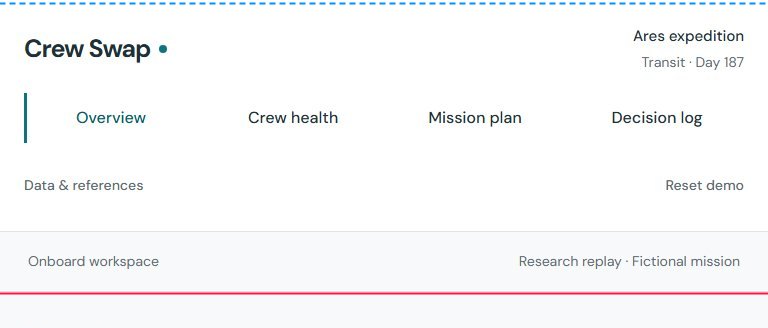 Crew Swap
Ares expedition
Transit · Day 187
Overview
Crew health
Mission plan
Decision log
Data & references
Reset demo
Onboard workspace
Research replay · Fictional mission